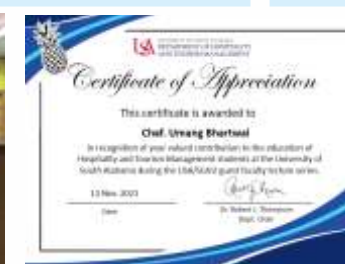 USA
DEPARTMENT OF HOSPITALITY
AND TOURISM MANAGEMENT
Certificate of Appreciation
This certificate is awarded to
Chef. Umang Bhartwal
In recognition of your valued contribution to the education of
Hospitality and Tourism Management students at the University of
South Alabama during the USA/ guest faculty lecture series.
13 Nov. 2023
Date
Dr. Robert L. Thompson
Dept. Chair